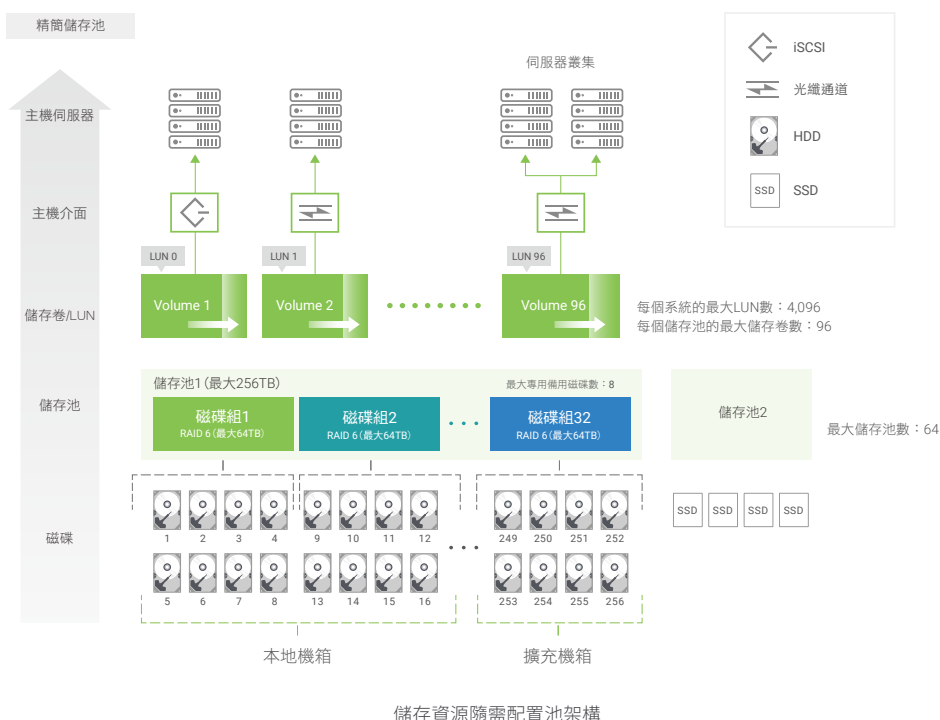 精簡儲存池
主機伺服器
主機介面
儲存卷/LUN
儲存池
磁碟
伺服器叢集
iSCSI
光纖通道
HDD
SSD SSD
LUN 0
LUN 1
LUN 96
Volume 1
Volume 2
Volume 96
每個系統的最大LUN數：4,096
每個儲存池的最大儲存卷數：96
儲存池1（最大256TB）
最大專用備用磁碟數：8
磁碟組1
RAID 6（最大64TB）
磁碟組2
RAID 6（最大64TB）
磁碟組32
RAID 6（最大64TB）
儲存池2
最大儲存池數：64
1 2 3 4 9 10 11 12 249 250 251 252
SSD SSD SSD SSD
5 6 7 8 13 14 15 16 253 254 255 256
本地機箱
擴充機箱
儲存資源隨需配置池架構